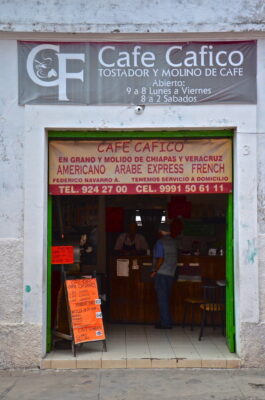 CF Cafe Cafico
TOSTADOR Y MOLINO DE CAFE
Abierto:
9 a 8 Lunes a Viernes
8 a 2 Sabados
CAFE CAFICO
EN GRANO Y MOLIDO DE CHIAPAS Y VERACRUZ
AMERICANO ARABE EXPRESS FRENCH
FEDERICO NAVARRO A. TENEMOS SERVICIO A DOMICILIO
TEL. 924 27 00 CEL. 9991 50 61 11
3